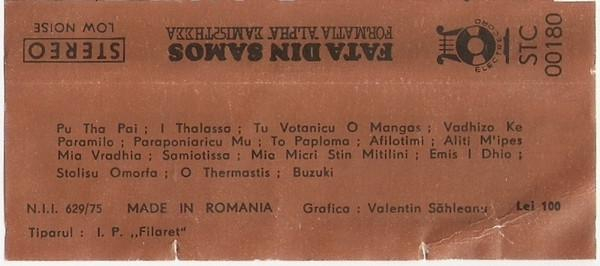 STEREO
LOW NOISE
FATA DIN SAMOS
FORMATIA ALPHA
ELECTRECORD
STC
00180
Pu Tha Pai ; I Thalassa ; Tu Votanicu O Mangas ; Vadhizo Ke
Paramilo ; Paraponiaricu Mu ; To Paploma ; Afilotimi ; Aliti M'ipes
Mia Vradhia ; Samiotissa ; Mia Micri Stin Mitilini ; Emis I Dhio ;
Stolisu Omorfa ; O Thermastis ; Buzuki
N.I.I. 629/75 MADE IN ROMANIA Grafica : Valentin Săhleanu Lei 100
Tiparul : I. P. „Filaret"